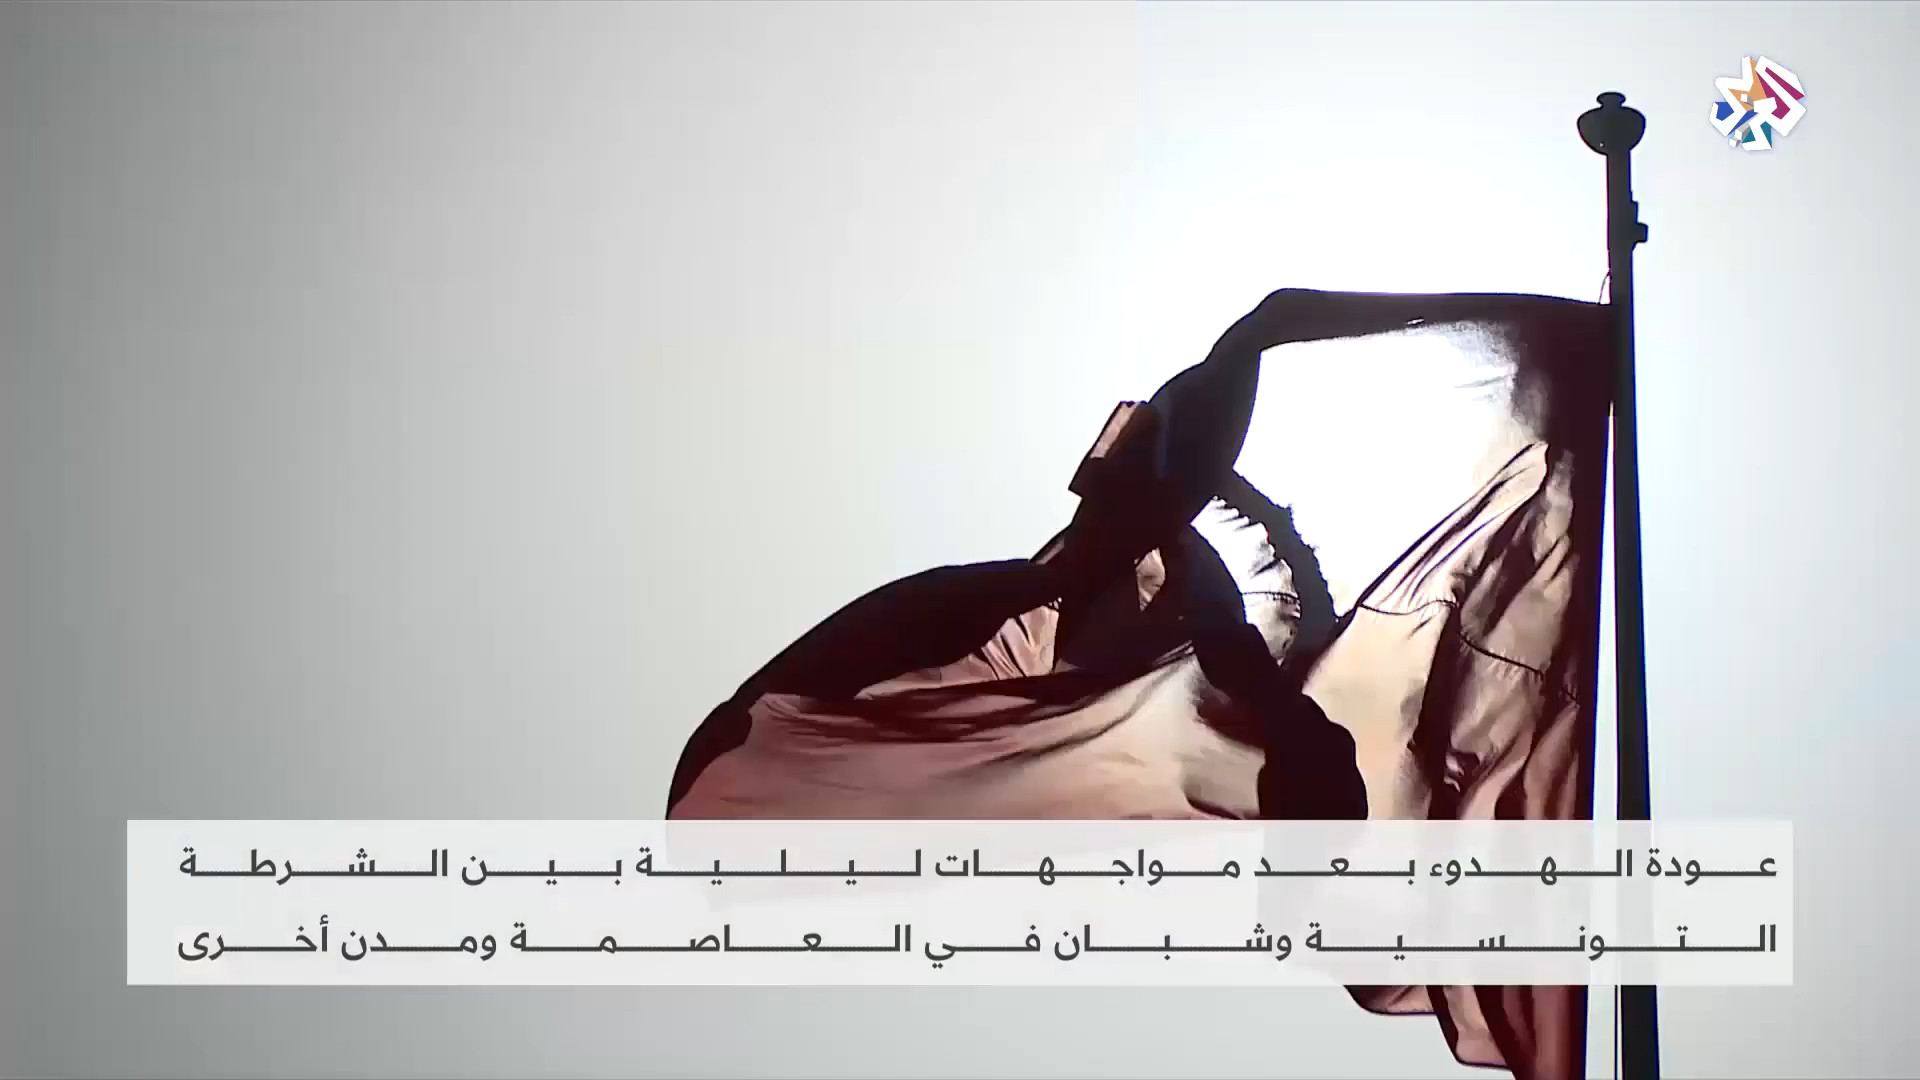 عودة الهدوء بعد مواجهات ليلية بين الشرطة
التونسية وشبان في العاصمة ومدن أخرى